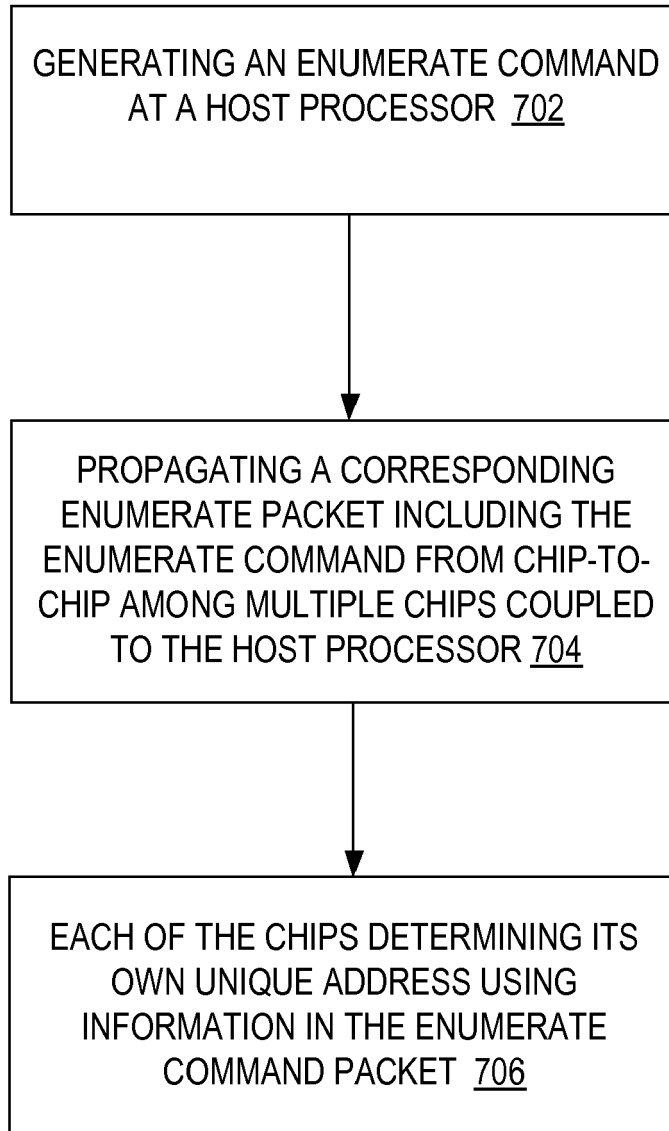 GENERATING AN ENUMERATE COMMAND
AT A HOST PROCESSOR 702
PROPAGATING A CORRESPONDING
ENUMERATE PACKET INCLUDING THE
ENUMERATE COMMAND FROM CHIP-TO-
CHIP AMONG MULTIPLE CHIPS COUPLED
TO THE HOST PROCESSOR 704
EACH OF THE CHIPS DETERMINING ITS
OWN UNIQUE ADDRESS USING
INFORMATION IN THE ENUMERATE
COMMAND PACKET 706